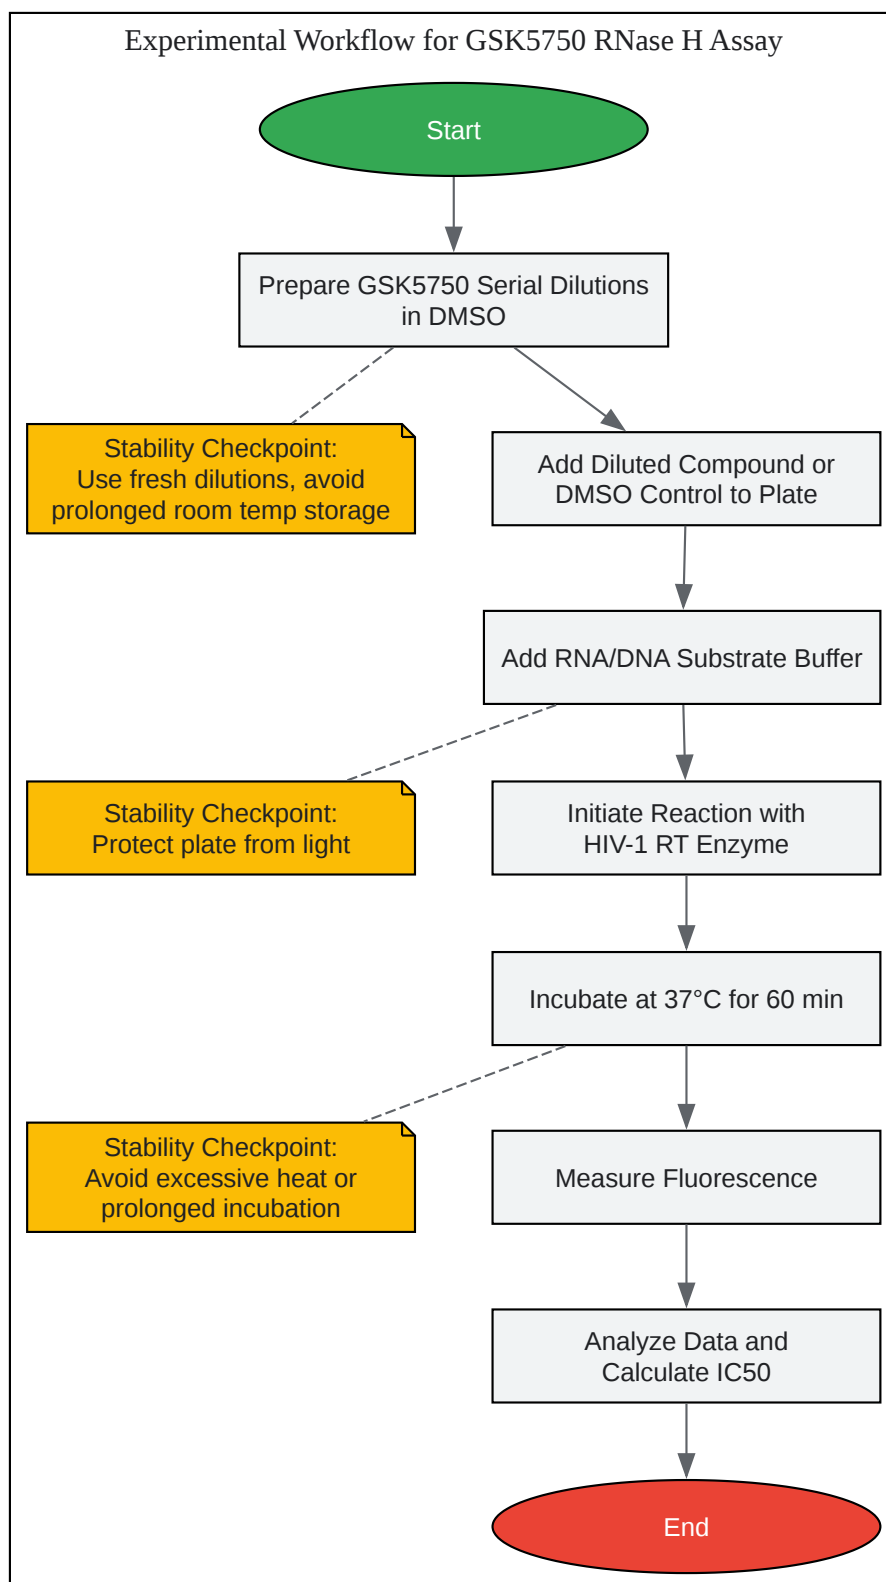 Experimental Workflow for GSK5750 RNase H Assay
Start
Prepare GSK5750 Serial Dilutions
in DMSO
Stability Checkpoint:
Use fresh dilutions, avoid
prolonged room temp storage
Add Diluted Compound or
DMSO Control to Plate
Add RNA/DNA Substrate Buffer
Stability Checkpoint:
Protect plate from light
Initiate Reaction with
HIV-1 RT Enzyme
Incubate at 37°C for 60 min
Stability Checkpoint:
Avoid excessive heat or
prolonged incubation
Measure Fluorescence
Analyze Data and
Calculate IC50
End